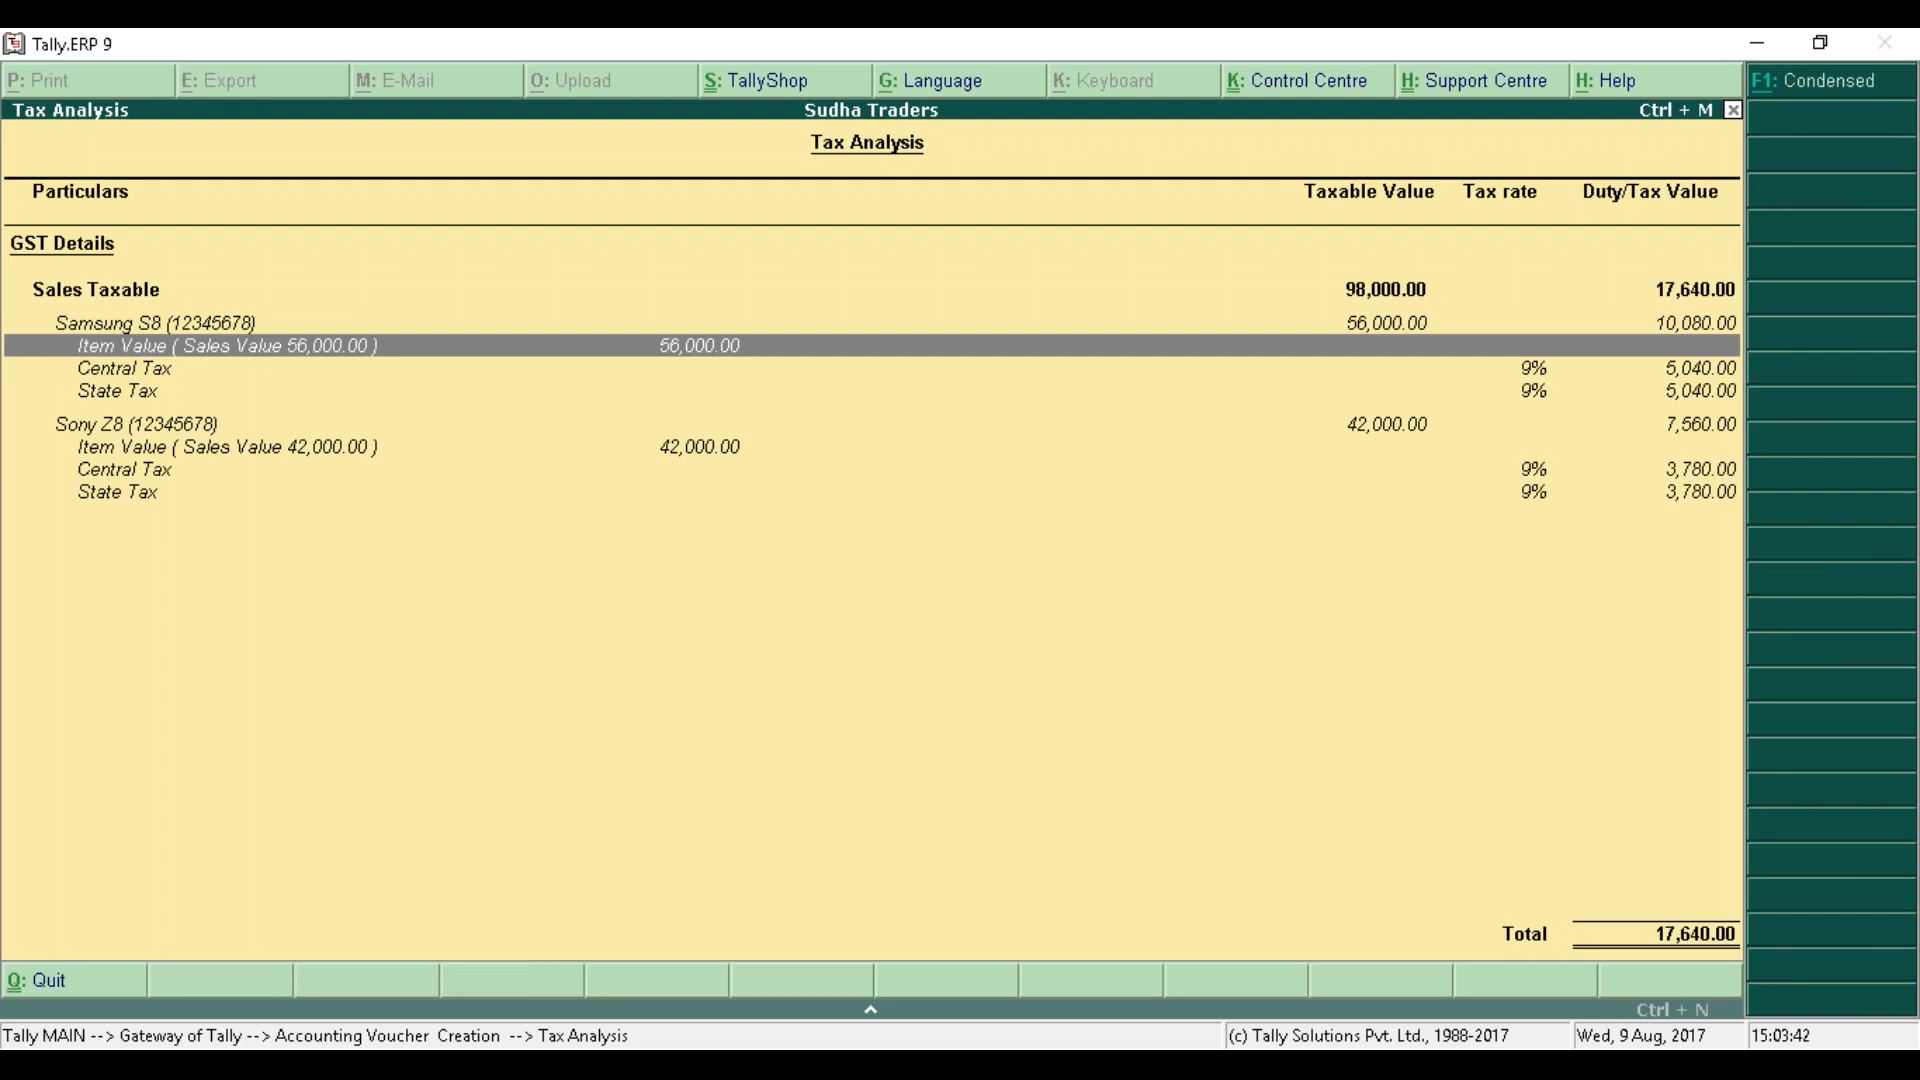 Tally.ERP 9
P: Print E: Export M: E-Mail O: Upload S: TallyShop G: Language K: Keyboard K: Control Centre H: Support Centre H: Help F1: Condensed
Tax Analysis Sudha Traders Ctrl + M
Tax Analysis
Particulars Taxable Value Tax rate Duty/Tax Value
GST Details
Sales Taxable 98,000.00 17,640.00
Samsung S8 (12345678) 56,000.00 10,080.00
Item Value ( Sales Value 56,000.00 ) 56,000.00
Central Tax 9% 5,040.00
State Tax 9% 5,040.00
Sony Z8 (12345678) 42,000.00 7,560.00
Item Value ( Sales Value 42,000.00 ) 42,000.00
Central Tax 9% 3,780.00
State Tax 9% 3,780.00
Total 17,640.00
Q: Quit
Ctrl + N
Tally MAIN --> Gateway of Tally --> Accounting Voucher Creation --> Tax Analysis (c) Tally Solutions Pvt. Ltd., 1988-2017 Wed, 9 Aug, 2017 15:03:42